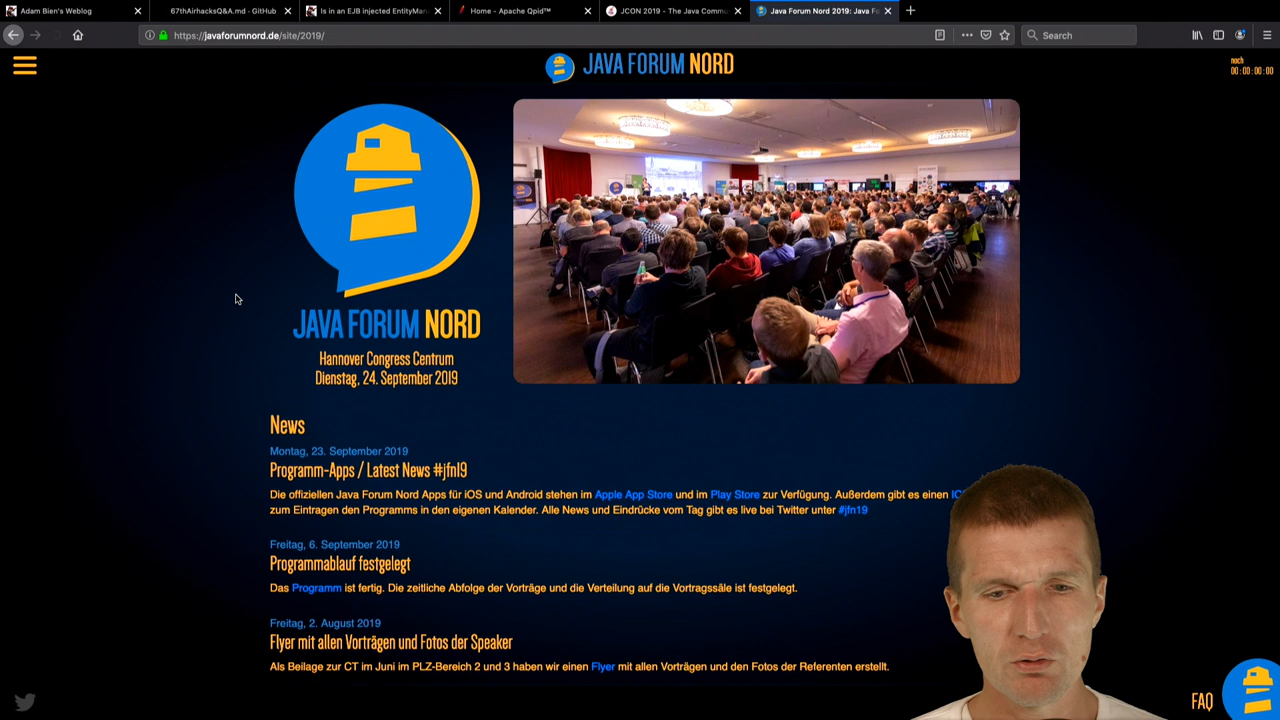 Adam Bien's Weblog
67thAirhacksQ&A.md · GitHub
Is in an EJB injected EntityMan
Home - Apache Qpid™
JCON 2019 - The Java Commu
Java Forum Nord 2019: Java Fo
https://javaforumnord.de/site/2019/
Search
JAVA FORUM NORD
noch
00:00:00:00
JAVA FORUM NORD
Hannover Congress Centrum
Dienstag, 24. September 2019
News
Montag, 23. September 2019
Programm-Apps / Latest News #jfn19
Die offiziellen Java Forum Nord Apps für iOS und Android stehen im Apple App Store und im Play Store zur Verfügung. Außerdem gibt es einen IC
zum Eintragen den Programms in den eigenen Kalender. Alle News und Eindrücke vom Tag gibt es live bei Twitter unter #jfn19
Freitag, 6. September 2019
Programmablauf festgelegt
Das Programm ist fertig. Die zeitliche Abfolge der Vorträge und die Verteilung auf die Vortragssäle ist festgelegt.
Freitag, 2. August 2019
Flyer mit allen Vorträgen und Fotos der Speaker
Als Beilage zur CT im Juni im PLZ-Bereich 2 und 3 haben wir einen Flyer mit allen Vorträgen und den Fotos der Referenten erstellt.
FAQ